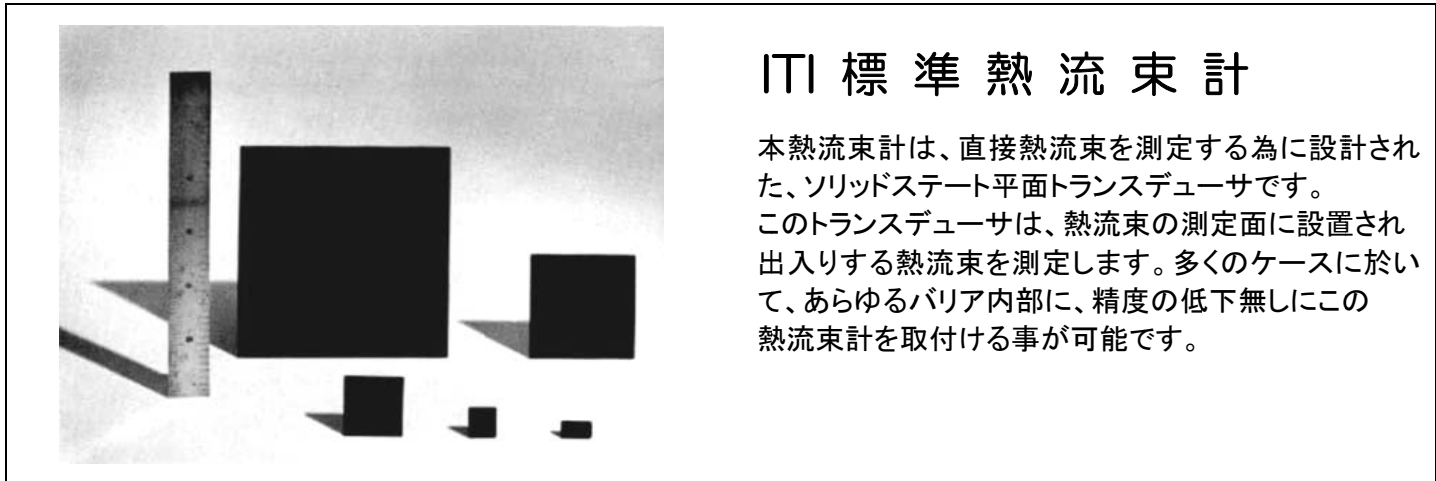 ITI 標準熱流束計
本熱流束計は、直接熱流束を測定する為に設計され
た、ソリッドステート平面トランスデューサです。
このトランスデューサは、熱流束の測定面に設置され
出入りする熱流束を測定します。多くのケースに於い
て、あらゆるバリア内部に、精度の低下無しにこの
熱流束計を取付ける事が可能です。